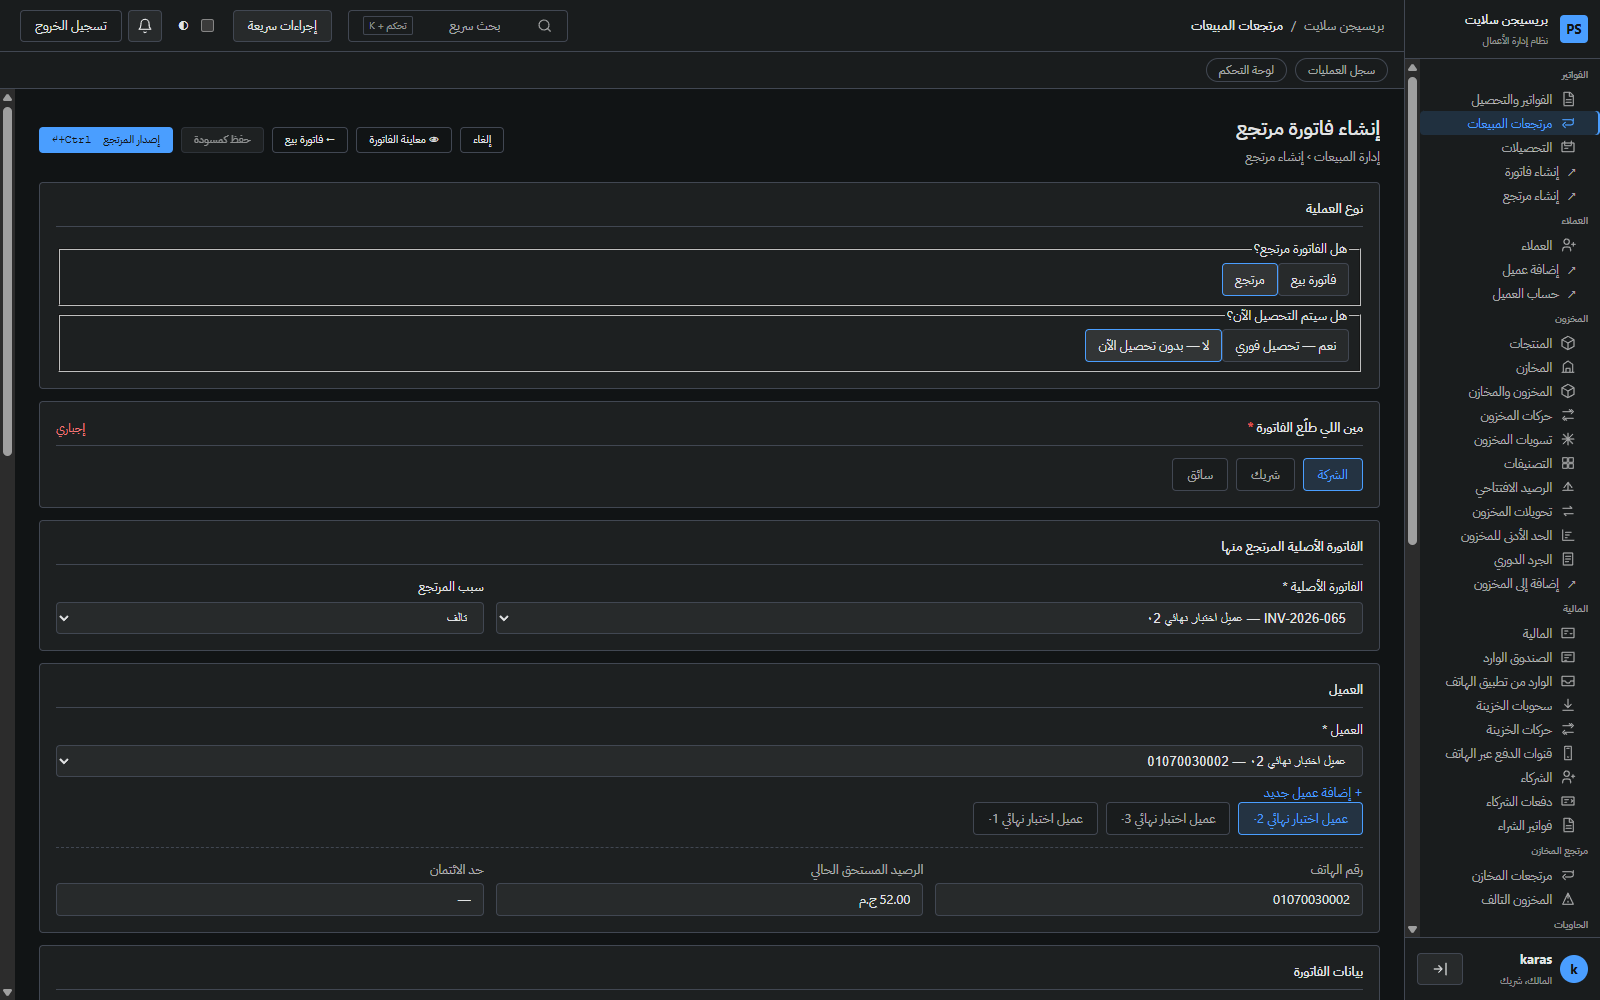 PS
بريسيجن سلايت
نظام إدارة الأعمال
بريسيجن سلايت / مرتجعات المبيعات
بحث سريع
تحكم + K
إجراءات سريعة
تسجيل الخروج
سجل العمليات
لوحة التحكم
الفواتير
الفواتير والتحصيل
مرتجعات المبيعات
التحصيلات
إنشاء فاتورة
إنشاء مرتجع
العملاء
العملاء
إضافة عميل
حساب العميل
المخزون
المنتجات
المخازن
المخزون والمخازن
حركات المخزون
تسويات المخزون
التصنيفات
الرصيد الافتتاحي
تحويلات المخزون
الحد الأدنى للمخزون
الجرد الدوري
إضافة إلى المخزون
المالية
المالية
الصندوق الوارد
الوارد من تطبيق الهاتف
سحوبات الخزينة
حركات الخزينة
قنوات الدفع عبر الهاتف
الشركاء
دفعات الشركاء
فواتير الشراء
مرتجع المخازن
مرتجعات المخازن
المخزون التالف
الحاويات
karas
المالك، شريك
k
إنشاء فاتورة مرتجع
إدارة المبيعات › إنشاء مرتجع
إلغاء
معاينة الفاتورة
← فاتورة بيع
حفظ كمسودة
إصدار المرتجع Ctrl+↵
نوع العملية
هل الفاتورة مرتجع؟
فاتورة بيع
مرتجع
هل سيتم التحصيل الآن؟
نعم — تحصيل فوري
لا — بدون تحصيل الآن
مين اللي طلّع الفاتورة *
إجباري
الشركة
شريك
سائق
الفاتورة الأصلية المرتجع منها
الفاتورة الأصلية *
INV-2026-065 — عميل اختبار نهائي 2٠
سبب المرتجع
تالف
العميل
العميل *
عميل اختبار نهائي 2٠ — 01070030002
+ إضافة عميل جديد
عميل اختبار نهائي 2-
عميل اختبار نهائي 3-
عميل اختبار نهائي 1-
رقم الهاتف
01070030002
الرصيد المستحق الحالي
52.00 ج.م
حد الائتمان
—
بيانات الفاتورة